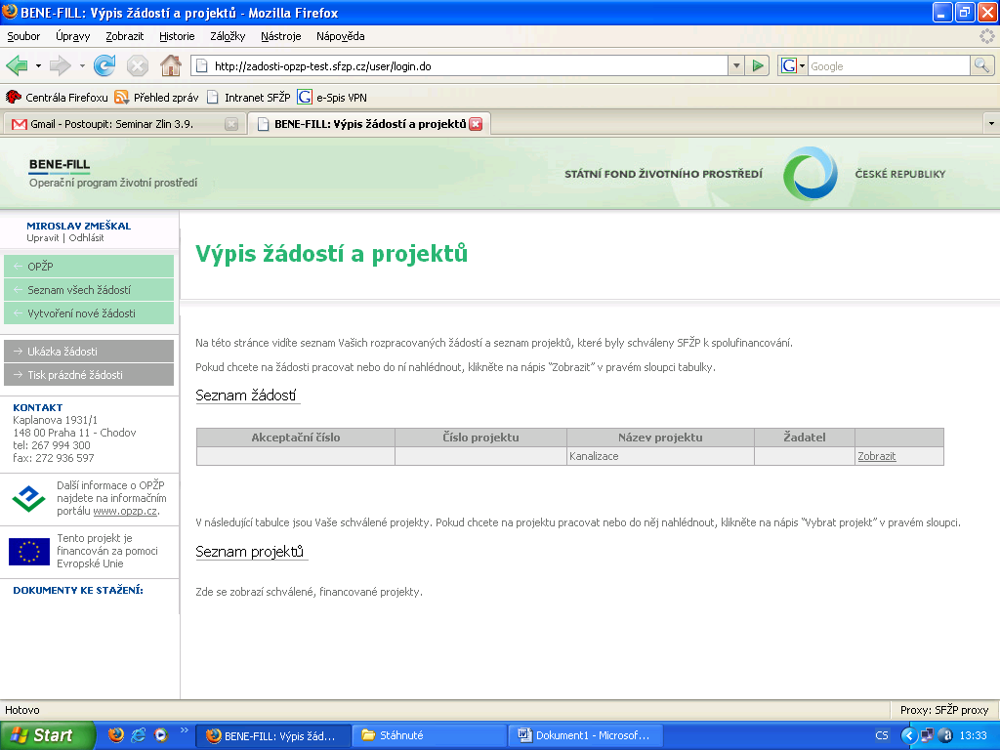 BENE-FILL: Výpis žádostí a projektů - Mozilla Firefox
Soubor Úpravy Zobrazit Historie Záložky Nástroje Nápověda
http://zadosti-opzp-test.sfzp.cz/user/login.do
G Google
Centrála Firefoxu Přehled zpráv Intranet SFŽP G e-Spis VPN
Gmail - Postoupit: Seminar Zlin 3.9.
BENE-FILL: Výpis žádostí a projektů
BENE-FILL
Operační program životní prostředí
STÁTNÍ FOND ŽIVOTNÍHO PROSTŘEDÍ
ČESKÉ REPUBLIKY
MIROSLAV ZMEŠKAL
Upravit | Odhlásit
OPŽP
Seznam všech žádostí
Vytvoření nové žádosti
Ukázka žádosti
Tisk prázdné žádosti
KONTAKT
Kaplanova 1931/1
148 00 Praha 11 - Chodov
tel: 267 994 300
fax: 272 936 597
Další informace o OPŽP
najdete na informačním
portálu www.opzp.cz.
Tento projekt je
financován za pomoci
Evropské Unie
DOKUMENTY KE STAŽENÍ:
Výpis žádostí a projektů
Na této stránce vidíte seznam Vašich rozpracovaných žádostí a seznam projektů, které byly schváleny SFŽP k spolufinancování.
Pokud chcete na žádosti pracovat nebo do ní nahlédnout, klikněte na nápis "Zobrazit" v pravém sloupci tabulky.
Seznam žádostí
Akceptační číslo Číslo projektu Název projektu Žadatel
Kanalizace Zobrazit
V následující tabulce jsou Vaše schválené projekty. Pokud chcete na projektu pracovat nebo do něj nahlédnout, klikněte na nápis "Vybrat projekt" v pravém sloupci.
Seznam projektů
Zde se zobrazí schválené, financované projekty.
Hotovo
Proxy: SFŽP proxy
Start
BENE-FILL: Výpis žád...
Stáhnuté
Dokument1 - Microsof...
CS
13:33